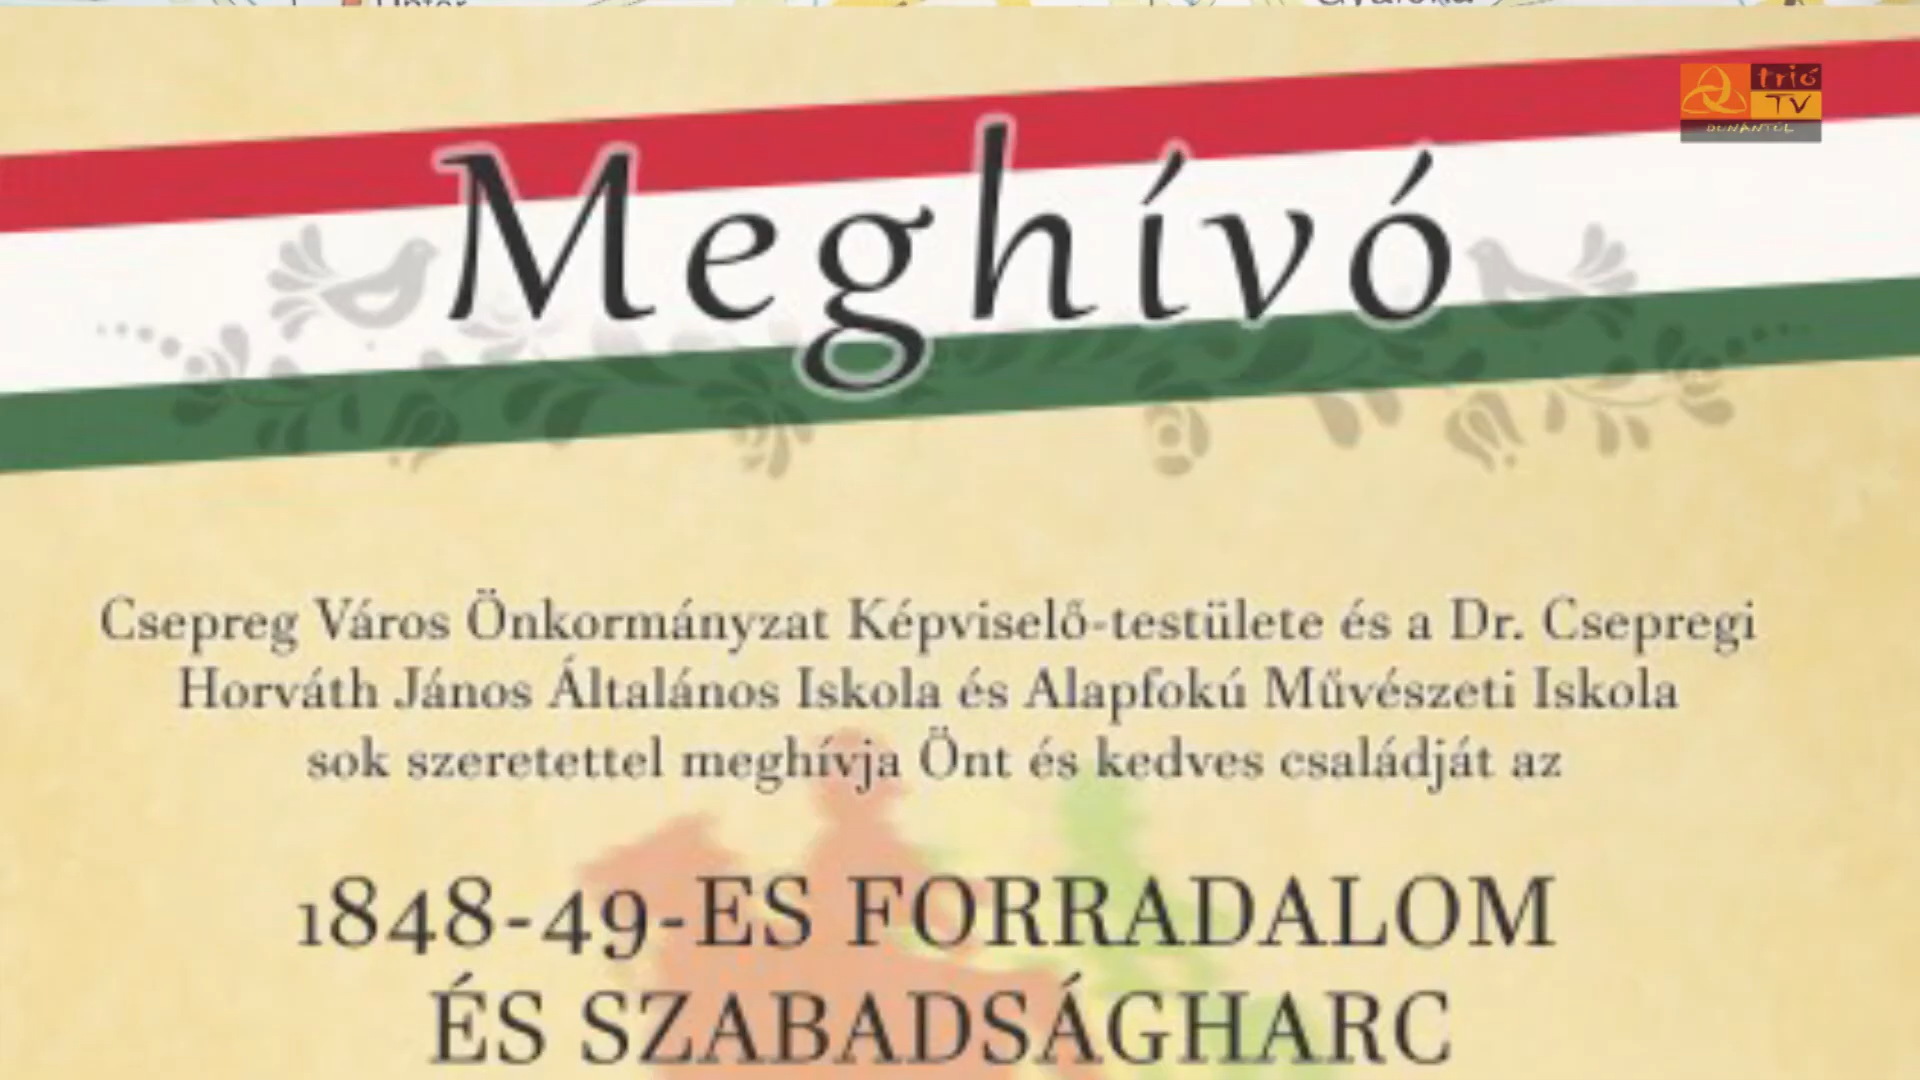 trió
TV
DUNÁNTÚL
Meghívó
Csepreg Város Önkormányzat Képviselő-testülete és a Dr. Csepregi
Horváth János Általános Iskola és Alapfokú Művészeti Iskola
sok szeretettel meghívja Önt és kedves családját az
1848-49-ES FORRADALOM
ÉS SZABADSÁGHARC